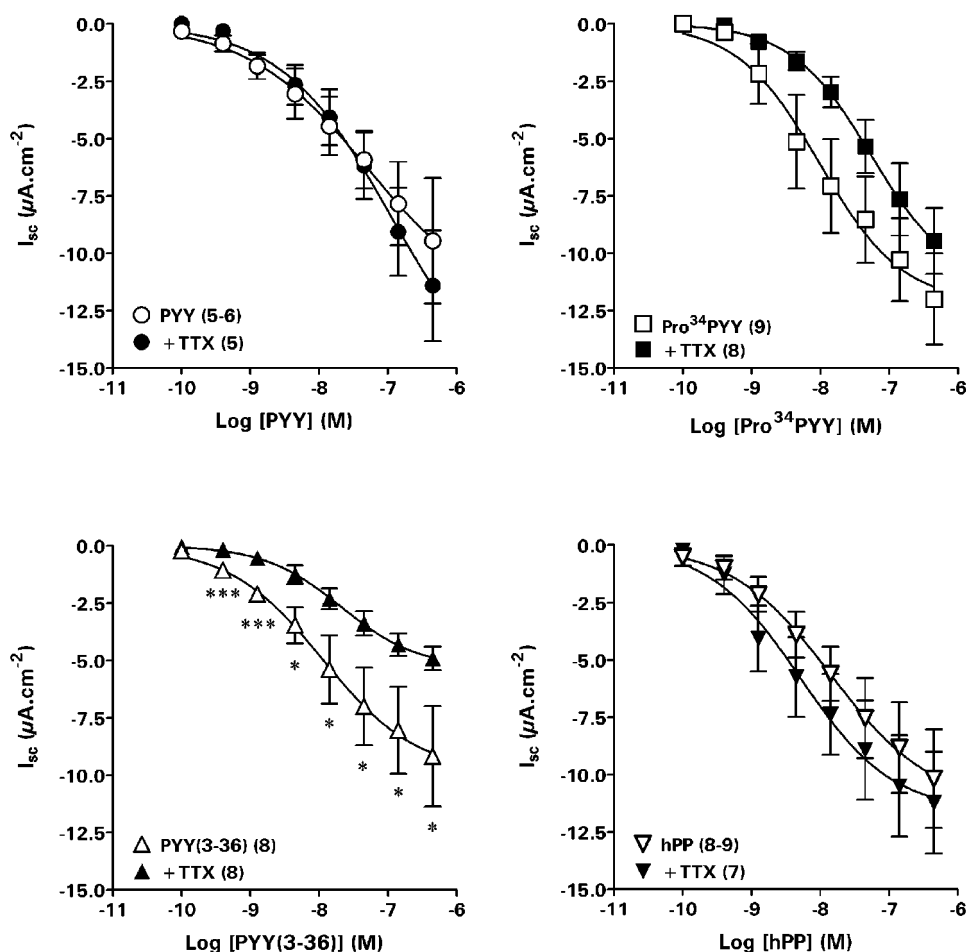 0.0
-2.5
-5.0
-7.5
-10.0
-12.5
-15.0
I_sc (µA.cm⁻²)
PYY (5-6)
+TTX (5)
-11 -10 -9 -8 -7 -6
Log [PYY] (M)
0.0
-2.5
-5.0
-7.5
-10.0
-12.5
-15.0
I_sc (µA.cm⁻²)
Pro³⁴PYY (9)
+TTX (8)
-11 -10 -9 -8 -7 -6
Log [Pro³⁴PYY] (M)
0.0
-2.5
-5.0
-7.5
-10.0
-12.5
-15.0
I_sc (µA.cm⁻²)
***
***
*
*
*
*
*
PYY(3-36) (8)
+TTX (8)
-11 -10 -9 -8 -7 -6
Log [PYY(3-36)] (M)
0.0
-2.5
-5.0
-7.5
-10.0
-12.5
-15.0
I_sc (µA.cm⁻²)
hPP (8-9)
+TTX (7)
-11 -10 -9 -8 -7 -6
Log [hPP] (M)